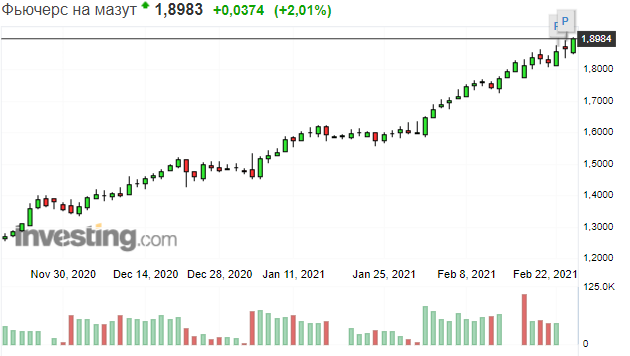 Фьючерс на мазут 1,8983 +0,0374 (+2,01%)
P P
1,8984
1,8000
1,7000
1,6000
1,5000
1,4000
1,3000
1,2000
Investing.com
Nov 30, 2020 Dec 14, 2020 Dec 28, 2020 Jan 11, 2021 Jan 25, 2021 Feb 8, 2021 Feb 22, 2021
125.0K
0